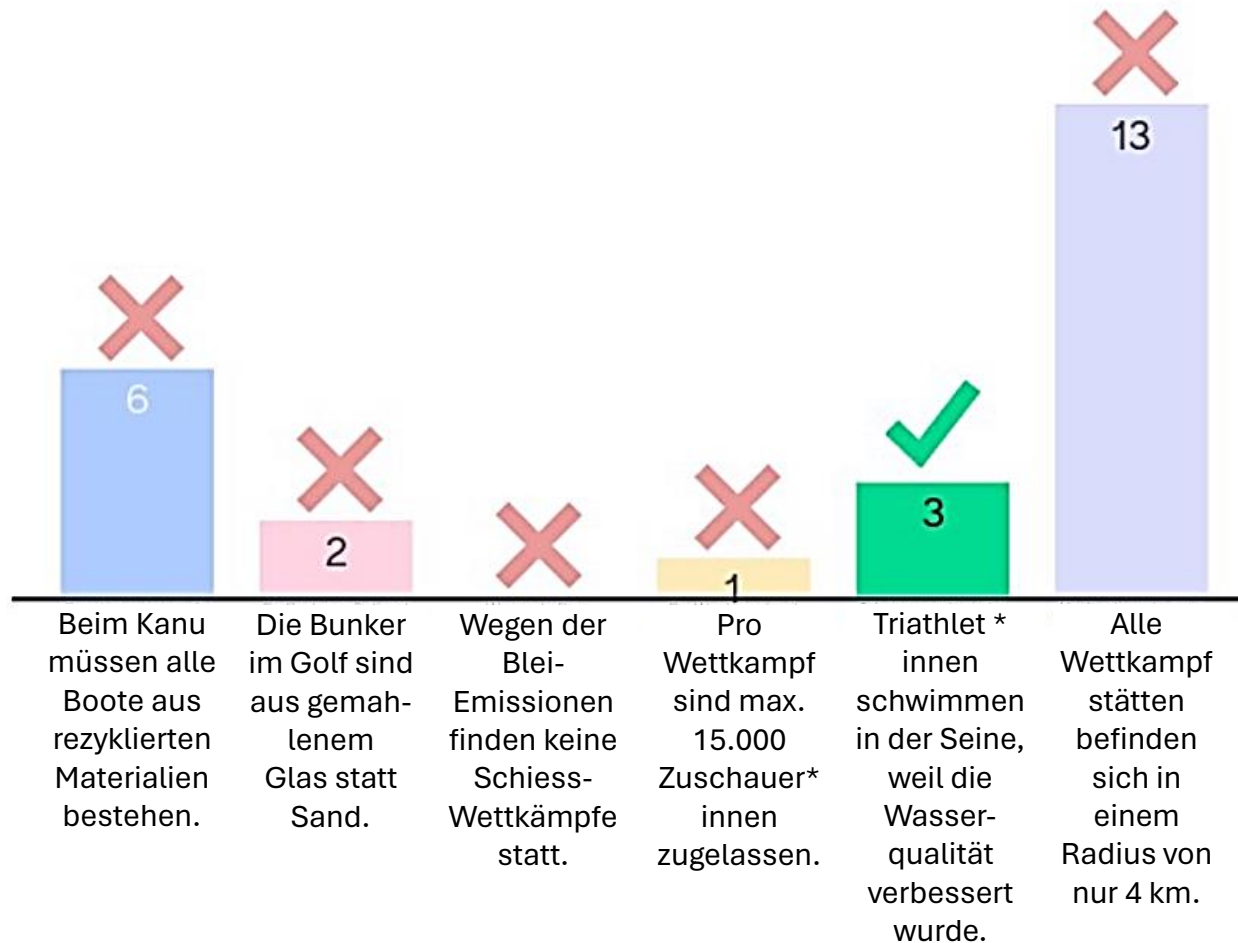 13
6
2
1
3
Beim Kanu
müssen alle
Boote aus
rezyklierten
Materialien
bestehen.
Die Bunker
im Golf sind
aus gemah-
lenem
Glas statt
Sand.
Wegen der
Blei-
Emissionen
finden keine
Schiess-
Wettkämpfe
statt.
Pro
Wettkampf
sind max.
15.000
Zuschauer*
innen
zugelassen.
Triathlet *
innen
schwimmen
in der Seine,
weil die
Wasser-
qualität
verbessert
wurde.
Alle
Wettkampf
stätten
befinden
sich in
einem
Radius von
nur 4 km.